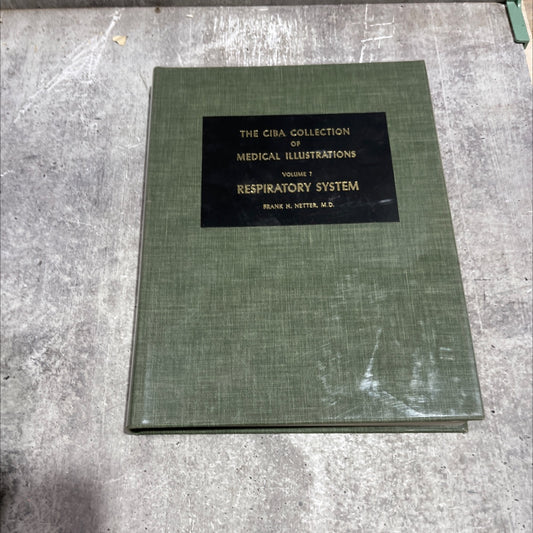 THE CIBA COLLECTION
OF
MEDICAL ILLUSTRATIONS
VOLUME 7
RESPIRATORY SYSTEM
FRANK H. NETTER, M.D.